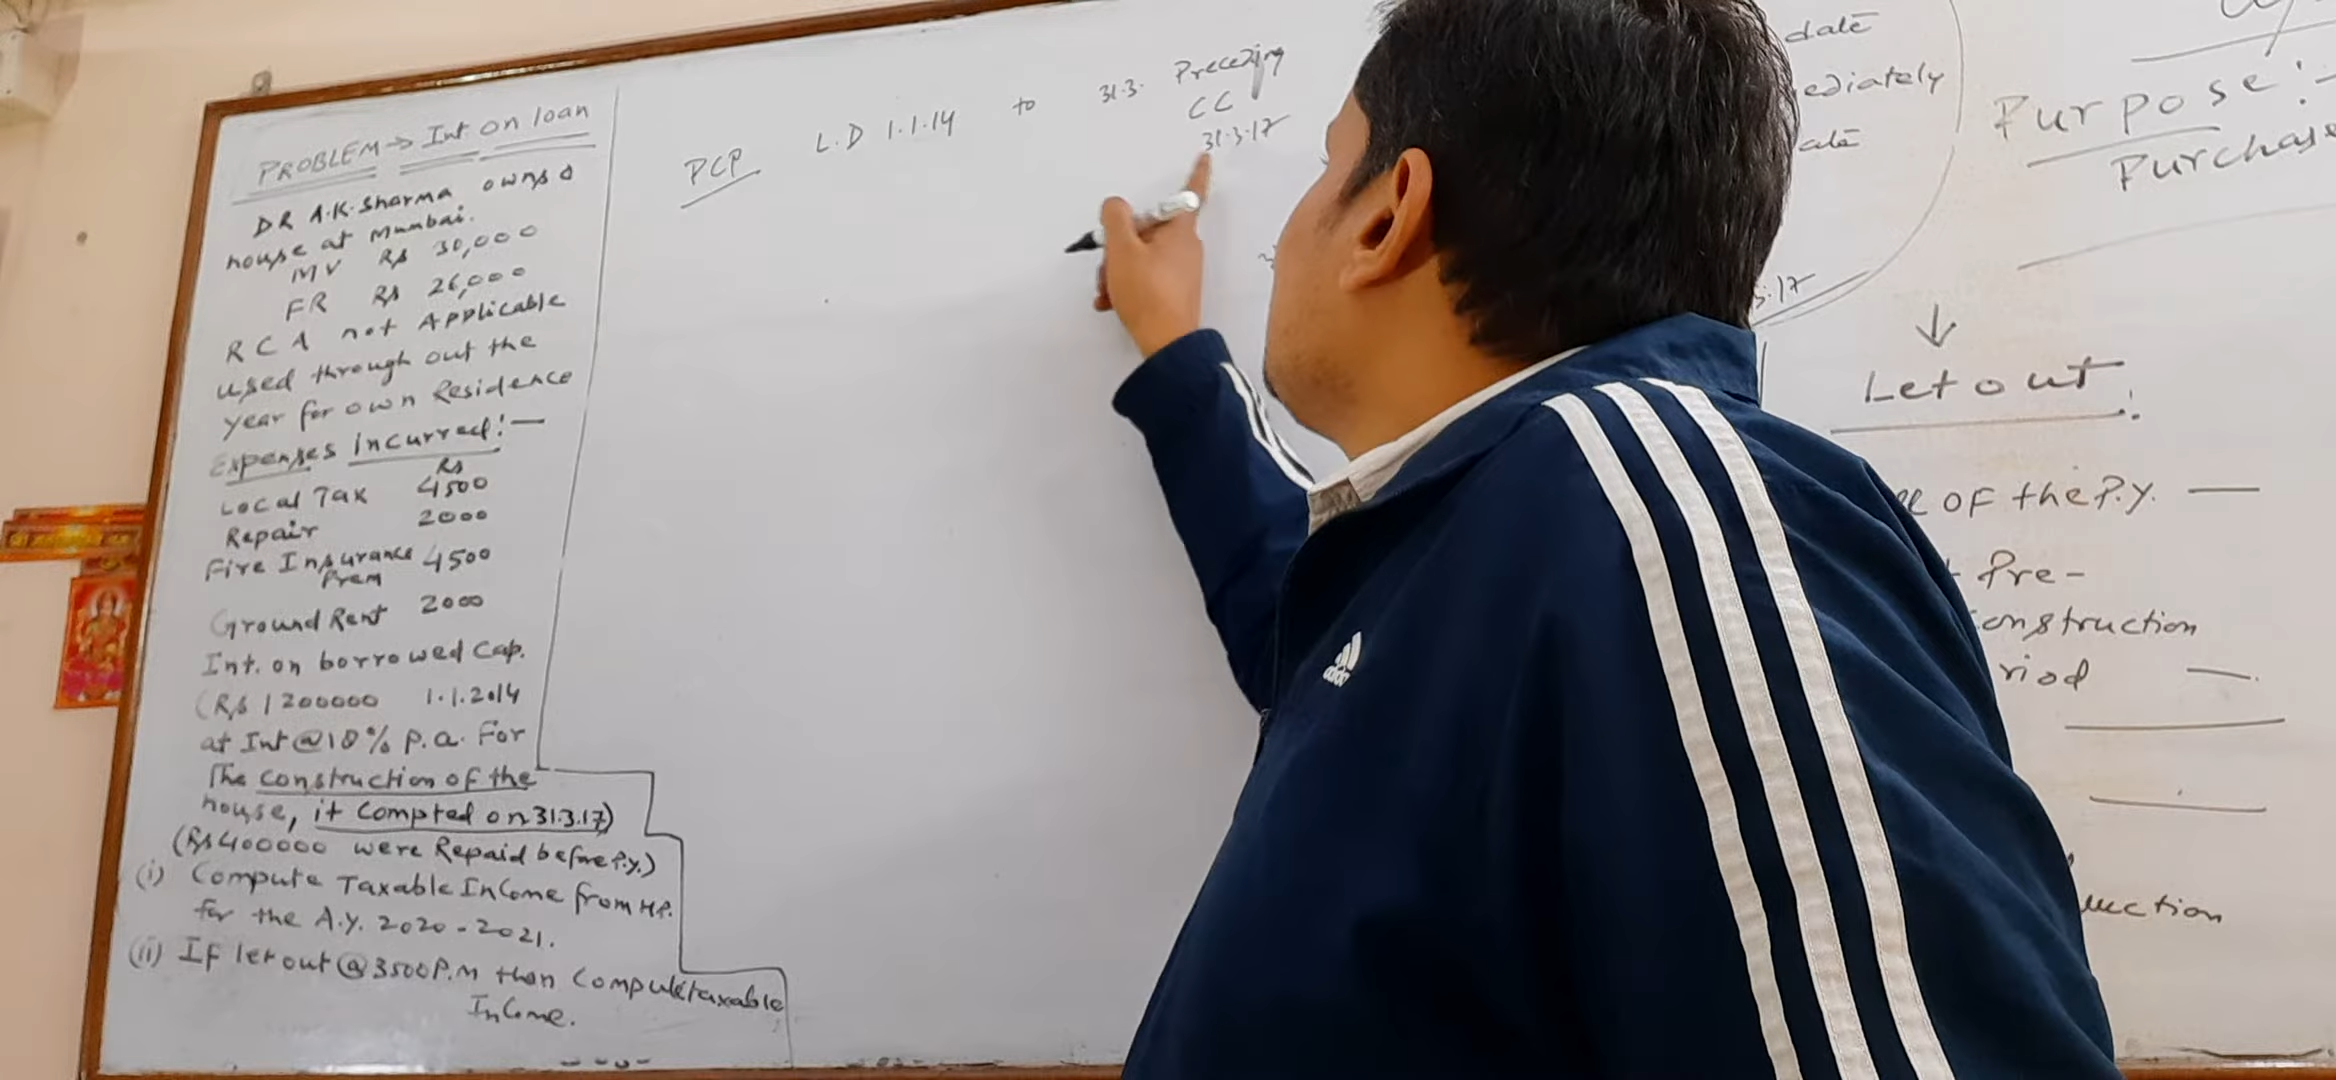 PROBLEM → Int on loan
DR A.K. Sharma owns a
house at Mumbai.
MV Rs 30,000
FR Rs 26,000
RCA not Applicable
used through out the
year for own Residence
Expenses incurred:—
Rs
Local Tax 4500
Repair 2000
Fire Insurance 4500
Prem
Ground Rent 2000
Int. on borrowed Cap.
(Rs 1200000 1.1.2014
at Int @ 10% p.a. For
The construction of the
house, it Compted on 31.3.17)
(Rs 400000 were Repaid before P.Y.)
(i) Compute Taxable InCome from H.P.
for the A.Y. 2020-2021.
(ii) IF let out @ 3500 P.M then Compute taxable
InCome.
PCP L.D 1.1.14 to 31.3. Preceding
CC
31.3.17
date
ediately
ate
.17
Purpose:-
Purchas
↓
Let out:
OF the P.Y. —
Pre-
onstruction
riod —
uction
adidas